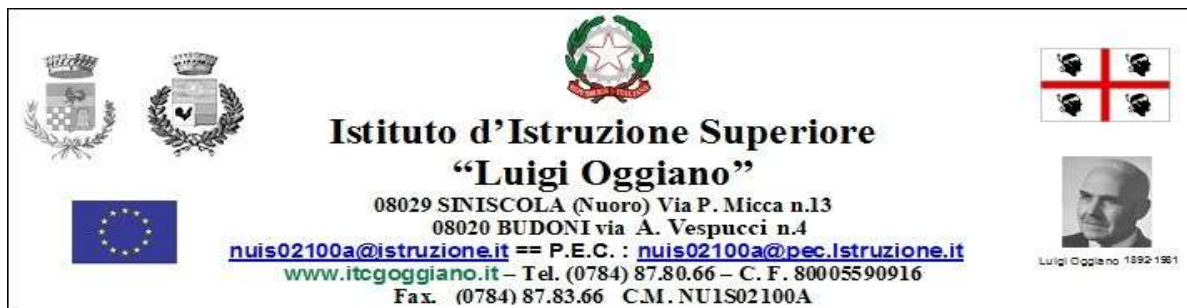 REPVBBLICA ITALIANA
Istituto d’Istruzione Superiore
“Luigi Oggiano”
08029 SINISCOLA (Nuoro) Via P. Micca n.13
08020 BUDONI via A. Vespucci n.4
nuis02100a@istruzione.it == P.E.C. : nuis02100a@pec.Istruzione.it
www.itcgoggiano.it – Tel. (0784) 87.80.66 – C. F. 80005590916
Fax. (0784) 87.83.66 C.M. NU1S02100A
Luigi Oggiano 1892-1981